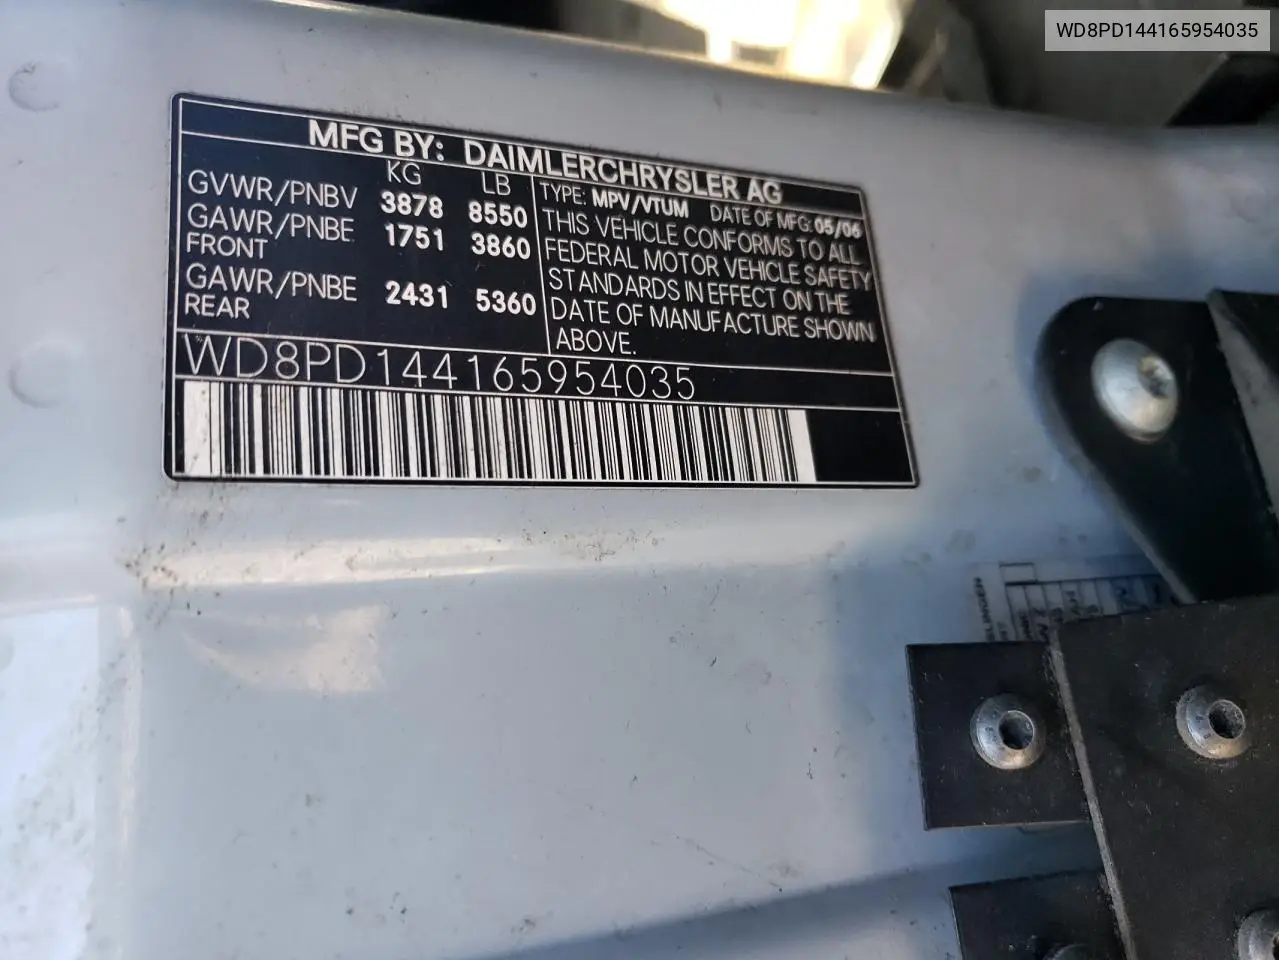 WD8PD144165954035
MFG BY: DAIMLERCHRYSLER AG
KG LB
GVWR/PNBV 3878 8550
GAWR/PNBE 1751 3860
FRONT
GAWR/PNBE 2431 5360
REAR
TYPE: MPV/VTUM DATE OF MFG: 05/06
THIS VEHICLE CONFORMS TO ALL
FEDERAL MOTOR VEHICLE SAFETY
STANDARDS IN EFFECT ON THE
DATE OF MANUFACTURE SHOWN
ABOVE.
WD8PD144165954035